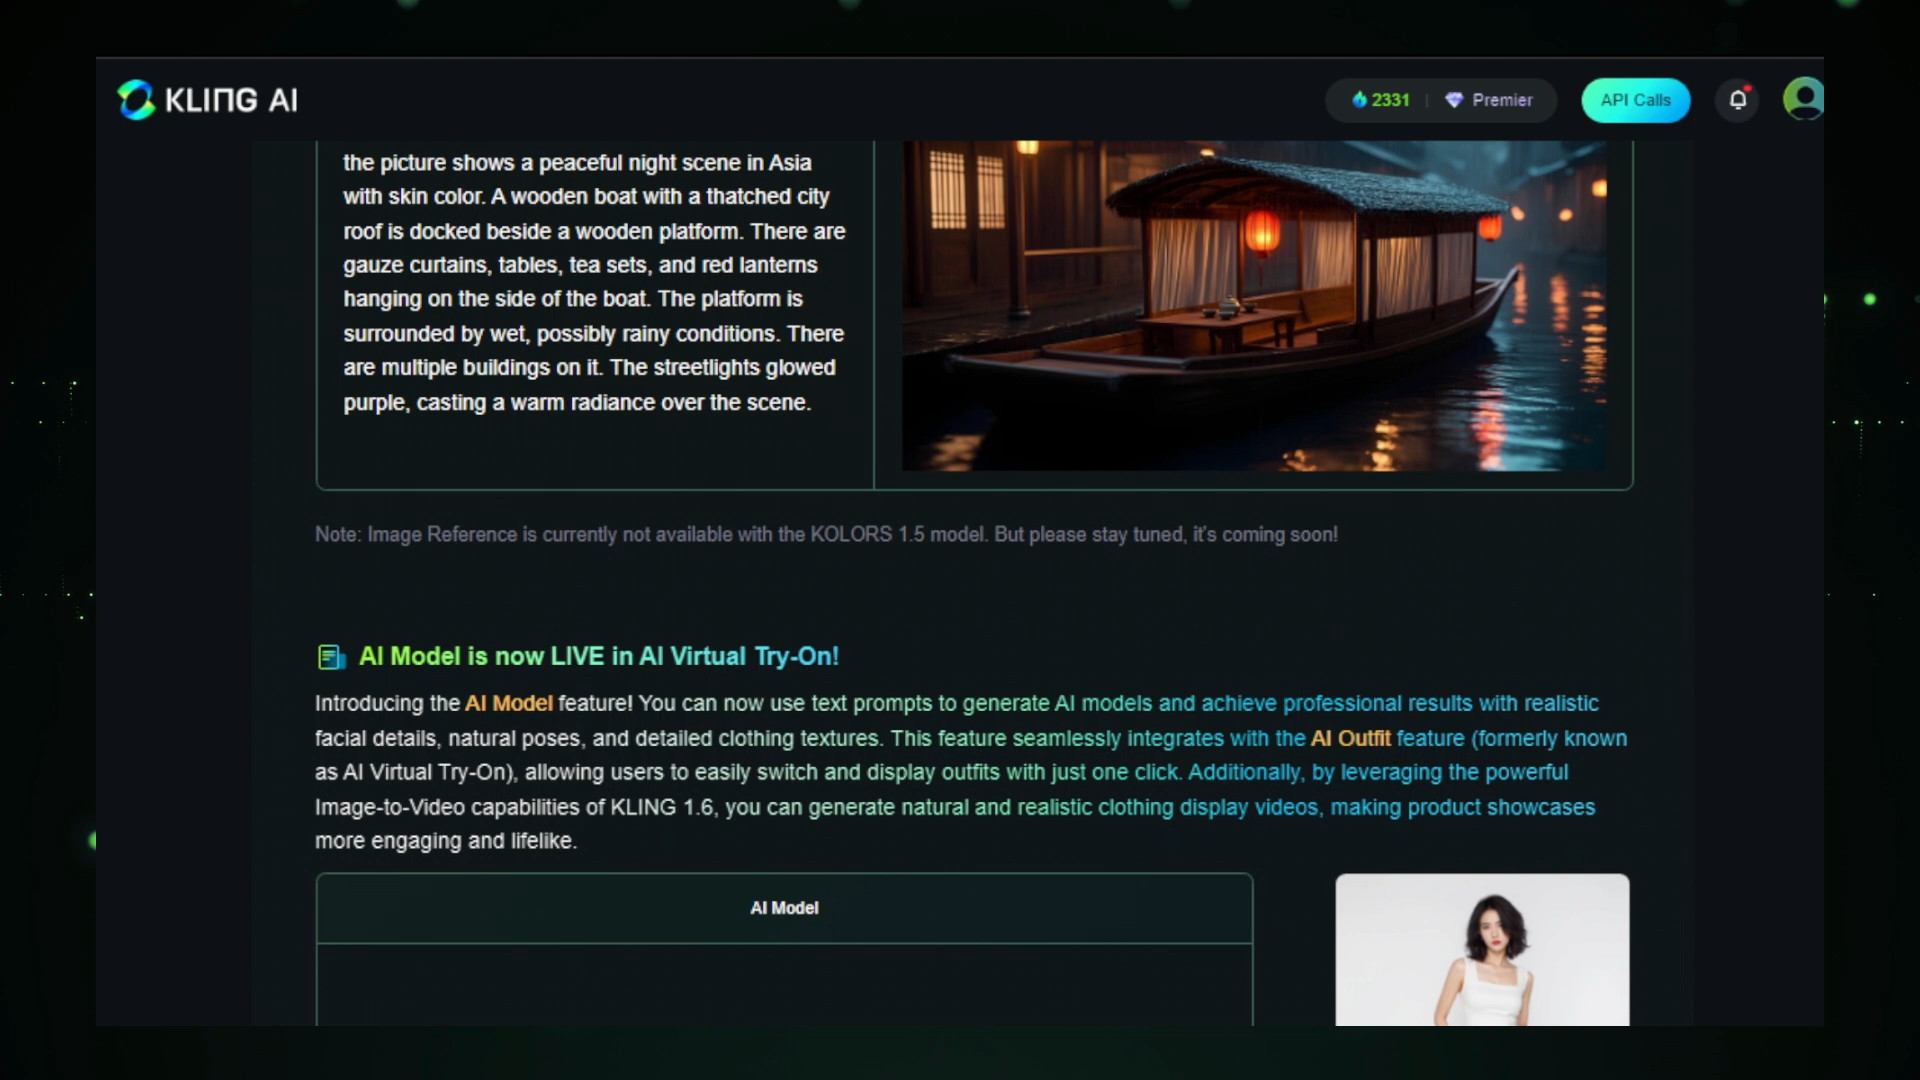 KLING AI
2331 | Premier
API Calls
the picture shows a peaceful night scene in Asia
with skin color. A wooden boat with a thatched city
roof is docked beside a wooden platform. There are
gauze curtains, tables, tea sets, and red lanterns
hanging on the side of the boat. The platform is
surrounded by wet, possibly rainy conditions. There
are multiple buildings on it. The streetlights glowed
purple, casting a warm radiance over the scene.
Note: Image Reference is currently not available with the KOLORS 1.5 model. But please stay tuned, it's coming soon!
AI Model is now LIVE in AI Virtual Try-On!
Introducing the AI Model feature! You can now use text prompts to generate AI models and achieve professional results with realistic
facial details, natural poses, and detailed clothing textures. This feature seamlessly integrates with the AI Outfit feature (formerly known
as AI Virtual Try-On), allowing users to easily switch and display outfits with just one click. Additionally, by leveraging the powerful
Image-to-Video capabilities of KLING 1.6, you can generate natural and realistic clothing display videos, making product showcases
more engaging and lifelike.
AI Model